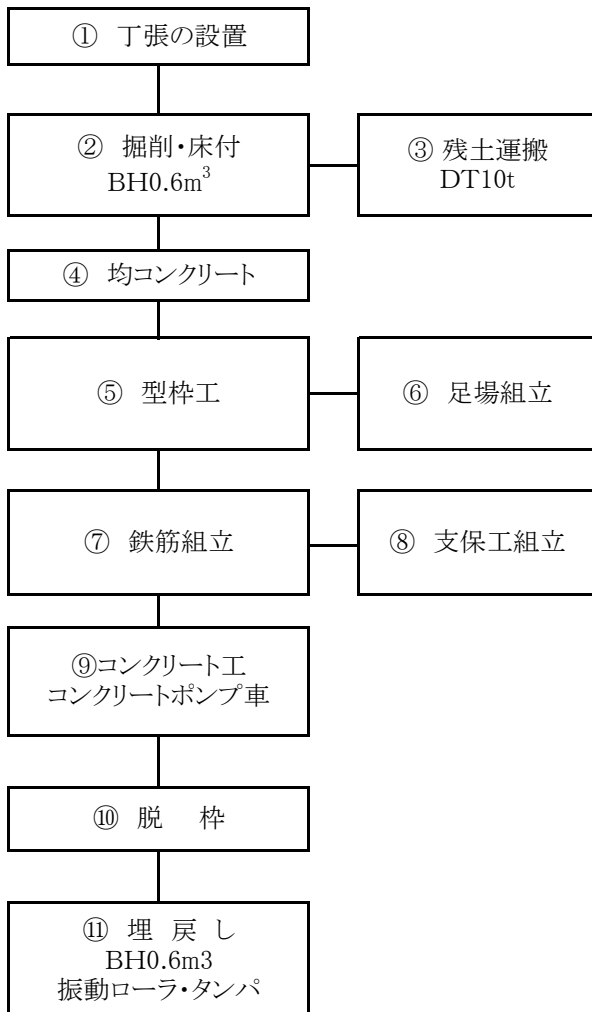 ① 丁張の設置
② 掘削・床付
BH0.6m³
③ 残土運搬
DT10t
④ 均コンクリート
⑤ 型枠工
⑥ 足場組立
⑦ 鉄筋組立
⑧ 支保工組立
⑨コンクリート工
コンクリートポンプ車
⑩ 脱 枠
⑪ 埋 戻 し
BH0.6m3
振動ローラ・タンパ